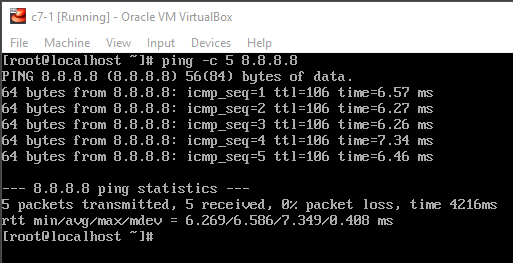 c7-1 [Running] - Oracle VM VirtualBox
File Machine View Input Devices Help
[root@localhost ~]# ping -c 5 8.8.8.8
PING 8.8.8.8 (8.8.8.8) 56(84) bytes of data.
64 bytes from 8.8.8.8: icmp_seq=1 ttl=106 time=6.57 ms
64 bytes from 8.8.8.8: icmp_seq=2 ttl=106 time=6.27 ms
64 bytes from 8.8.8.8: icmp_seq=3 ttl=106 time=6.26 ms
64 bytes from 8.8.8.8: icmp_seq=4 ttl=106 time=7.34 ms
64 bytes from 8.8.8.8: icmp_seq=5 ttl=106 time=6.46 ms
--- 8.8.8.8 ping statistics ---
5 packets transmitted, 5 received, 0% packet loss, time 4216ms
rtt min/avg/max/mdev = 6.269/6.586/7.349/0.408 ms
[root@localhost ~]#